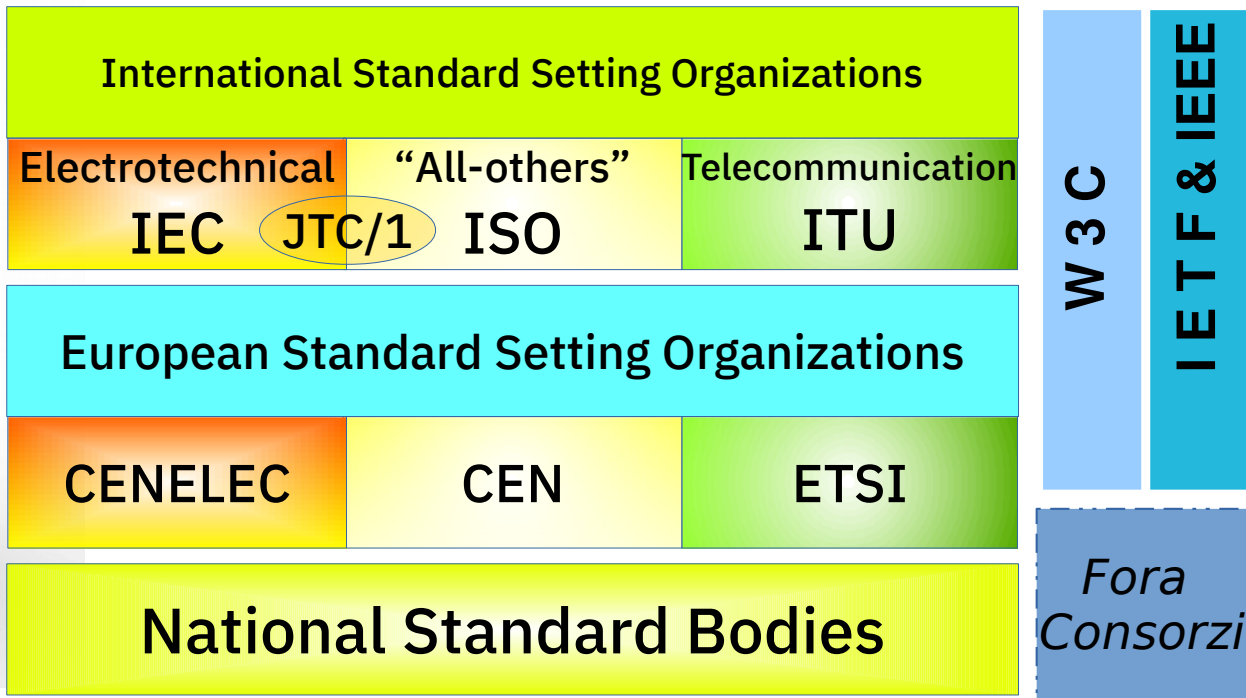 International Standard Setting Organizations
Electrotechnical
“All-others”
Telecommunication
IEC
JTC/1
ISO
ITU
European Standard Setting Organizations
CENELEC
CEN
ETSI
National Standard Bodies
W 3 C
I E T F & IEEE
Fora
Consorzi